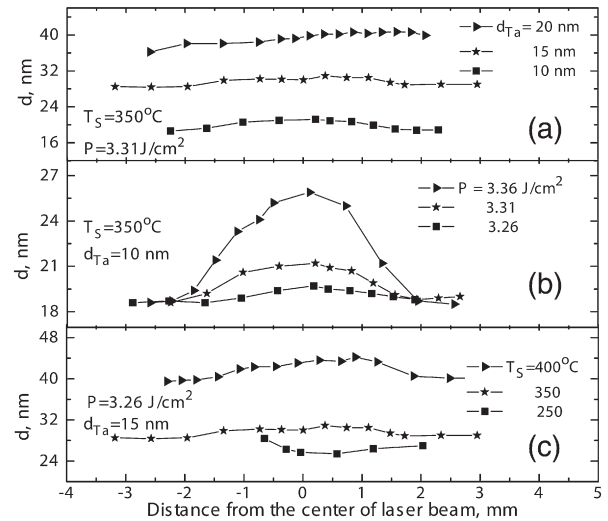 40
32
24
16
d, nm
d_Ta = 20 nm
15 nm
10 nm
T_S=350°C
P=3.31J/cm²
(a)
27
24
21
18
d, nm
T_S=350°C
d_Ta=10 nm
P = 3.36 J/cm²
3.31
3.26
(b)
48
40
32
24
d, nm
P=3.26 J/cm²
d_Ta=15 nm
T_S=400°C
350
250
(c)
-4 -3 -2 -1 0 1 2 3 4 5
Distance from the center of laser beam, mm